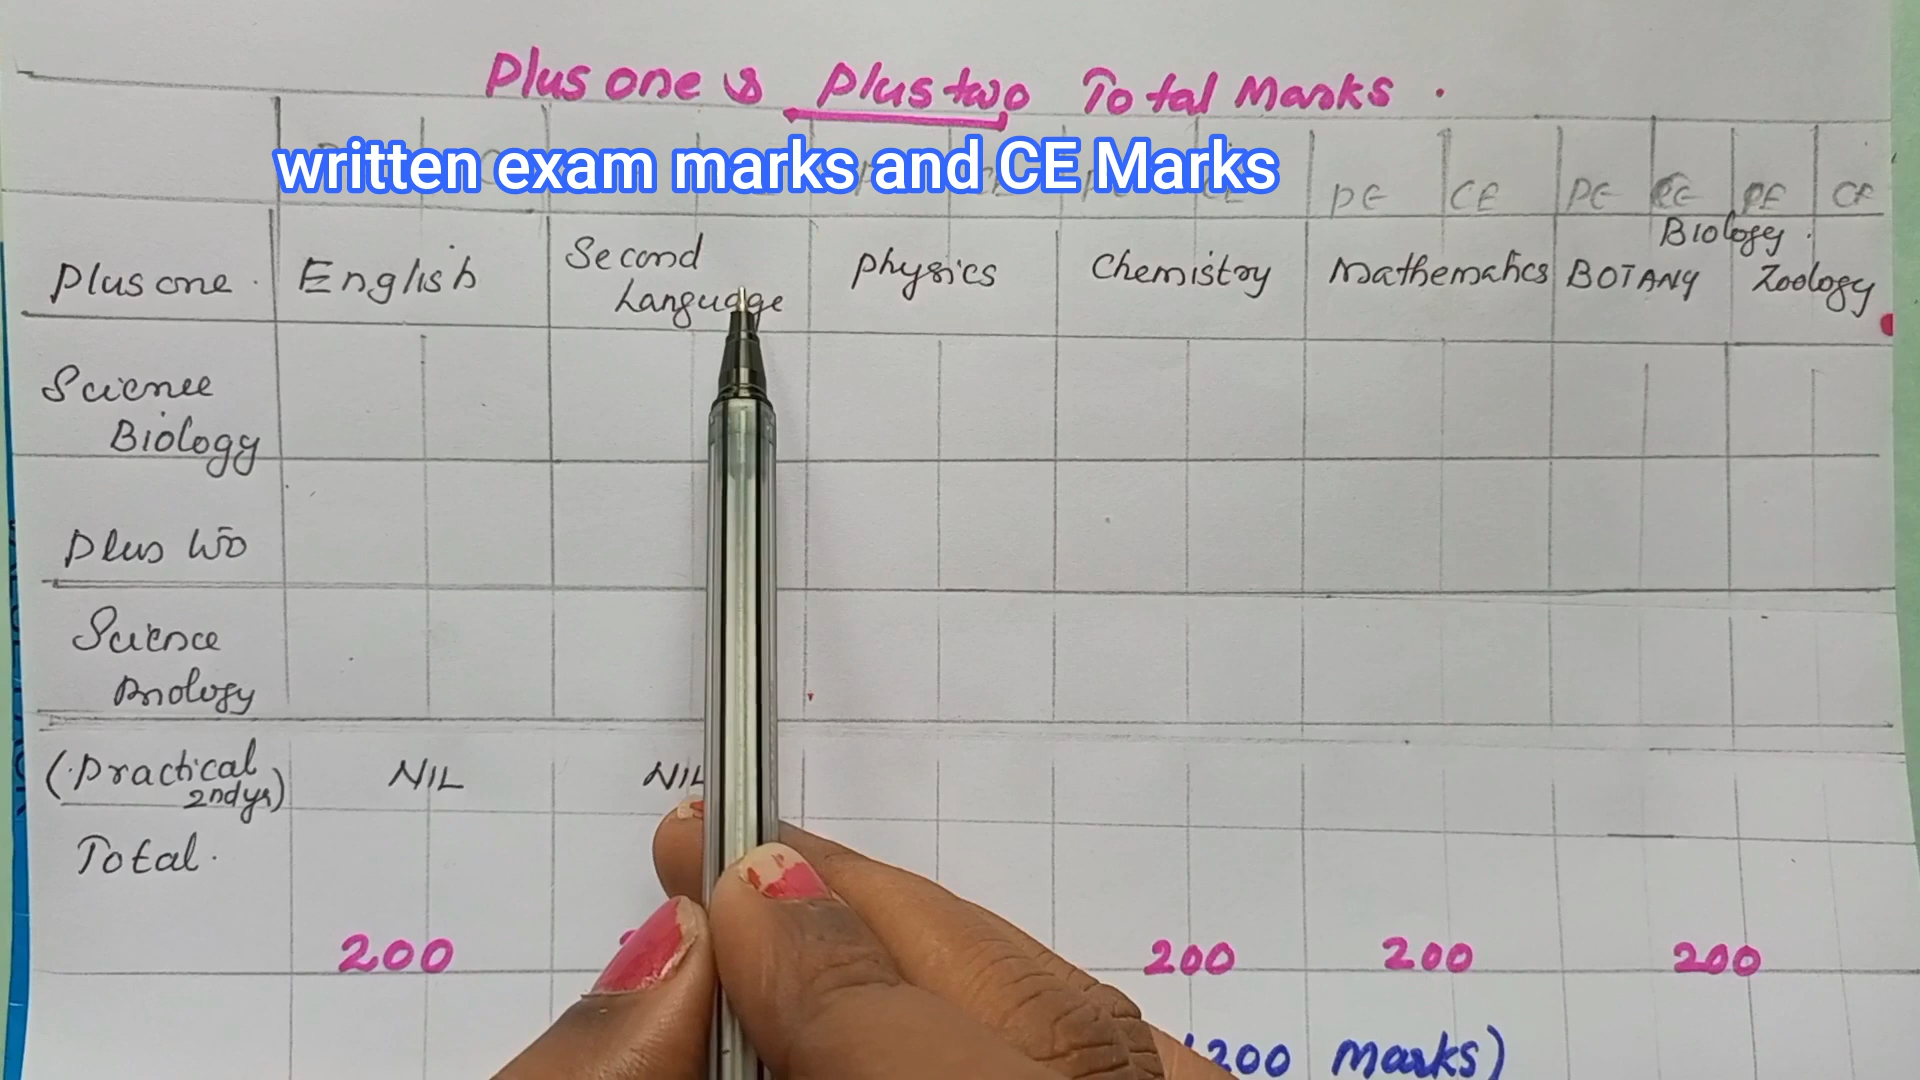 Plus one & Plus two Total Marks.
written exam marks and CE Marks
PE CE PE CE PE CE
Plus one. English Second Language Physics Chemistry Mathematics Biology. BOTANY Zoology
Science
Biology
Plus two
Science
Biology
(Practical 2nd yr) NIL NIL
Total.
200 200 200 200
200 Marks)